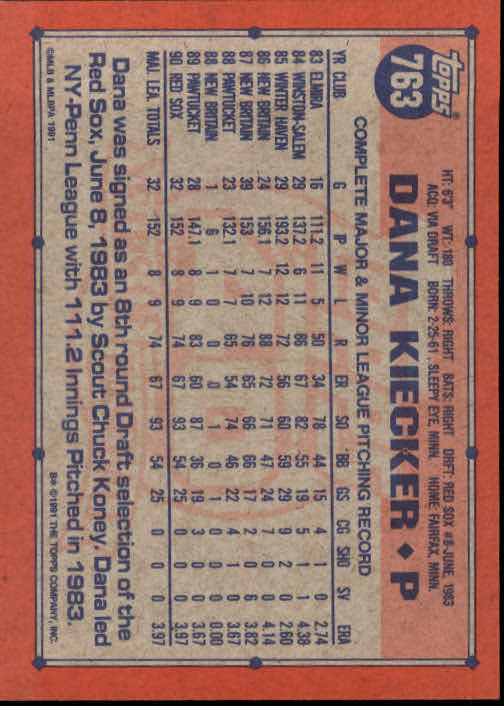 Topps®
763
HT: 6'3" WT: 180 THROWS: RIGHT BATS: RIGHT DRFT: RED SOX #8-JUNE, 1983
ACQ: VIA DRAFT BORN: 2-25-61, SLEEPY EYE, MINN. HOME: FAIRFAX, MINN.
DANA KIECKER ♦ P
COMPLETE MAJOR & MINOR LEAGUE PITCHING RECORD
YR CLUB G IP W L R ER SO BB GS CG SHO SV ERA
83 ELMIRA 16 111.2 11 5 50 34 78 44 15 4 1 0 2.74
84 WINSTON-SALEM 29 137.2 6 11 86 67 82 55 19 5 1 1 4.38
85 WINTER HAVEN 29 193.2 12 12 72 56 60 59 29 9 2 0 2.60
86 NEW BRITAIN 24 156.1 7 12 88 72 71 47 24 7 0 0 4.14
87 NEW BRITAIN 39 153 7 10 76 65 66 66 17 2 0 6 3.82
88 PAWTUCKET 23 132.1 7 7 65 54 74 46 22 4 1 0 3.67
88 NEW BRITAIN 1 6 1 0 0 0 1 0 1 0 0 0 0.00
89 PAWTUCKET 28 147.1 8 9 83 60 87 36 19 3 0 0 3.67
90 RED SOX 32 152 8 9 74 67 93 54 25 0 0 0 3.97
MAJ. LEA. TOTALS 32 152 8 9 74 67 93 54 25 0 0 0 3.97
Dana was signed as an 8th round Draft selection of the
Red Sox, June 8, 1983 by Scout Chuck Koney. Dana led
NY-Penn League with 111.2 Innings Pitched in 1983.
©MLB & MLBPA 1991
B* ©1991 THE TOPPS COMPANY, INC.